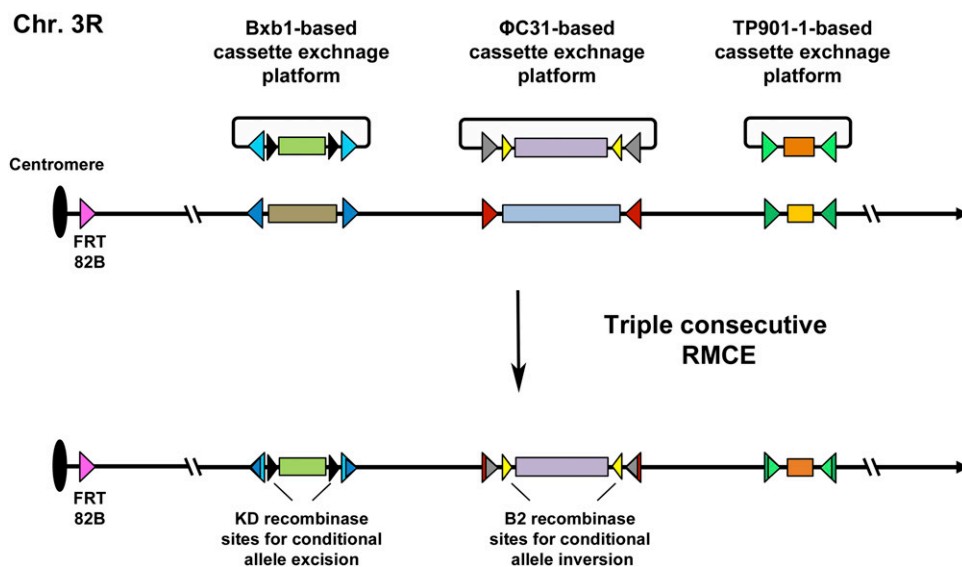 Chr. 3R
Bxb1-based
cassette exchnage
platform
ΦC31-based
cassette exchnage
platform
TP901-1-based
cassette exchnage
platform
Centromere
FRT
82B
Triple consecutive
RMCE
FRT
82B
KD recombinase
sites for conditional
allele excision
B2 recombinase
sites for conditional
allele inversion